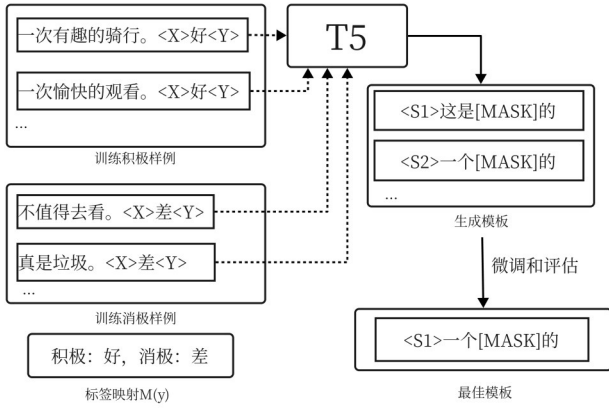 一次有趣的骑行。<X>好<Y>
一次愉快的观看。<X>好<Y>
...
训练积极样例
T5
<S1>这是[MASK]的
<S2>一个[MASK]的
...
生成模板
不值得去看。<X>差<Y>
真是垃圾。<X>差<Y>
...
训练消极样例
微调和评估
积极：好，消极：差
标签映射M(y)
<S1>一个[MASK]的
最佳模板